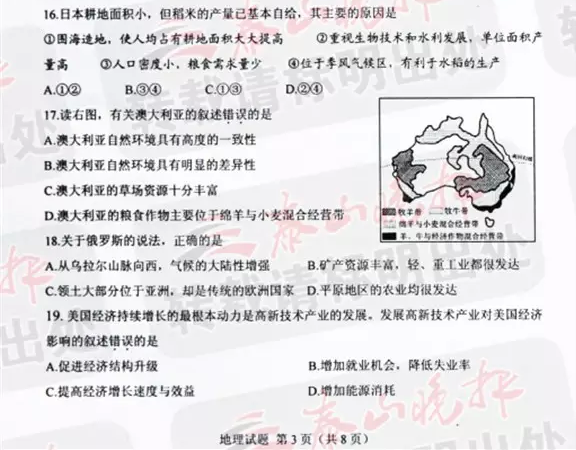 16.日本耕地面积小，但稻米的产量已基本自给，其主要的原因是
①围海造地，使人均占有耕地面积大大提高 ②重视生物技术和水利发展，单位面积产
量高 ③人口密度小，粮食需求量少 ④位于季风气候区，有利于水稻的生产
A.①② B.③④ C.①③ D.②④
17.读右图，有关澳大利亚的叙述错误的是
A.澳大利亚自然环境具有高度的一致性
B.澳大利亚自然环境具有明显的差异性
C.澳大利亚的草场资源十分丰富
D.澳大利亚的粮食作物主要位于绵羊与小麦混合经营带
牧羊带 牧牛带
绵羊与小麦混合经营带
羊、牛与经济作物混合经营带
18.关于俄罗斯的说法，正确的是
A.从乌拉尔山脉向西，气候的大陆性增强 B.矿产资源丰富，轻、重工业都很发达
C.领土大部分位于亚洲，却是传统的欧洲国家 D.平原地区的农业均很发达
19.美国经济持续增长的最根本动力是高新技术产业的发展。发展高新技术产业对美国经济
影响的叙述错误的是
A.促进经济结构升级 B.增加就业机会，降低失业率
C.提高经济增长速度与效益 D.增加能源消耗
地理试题 第3页（共8页）
泰山晚报
转载请标明出处